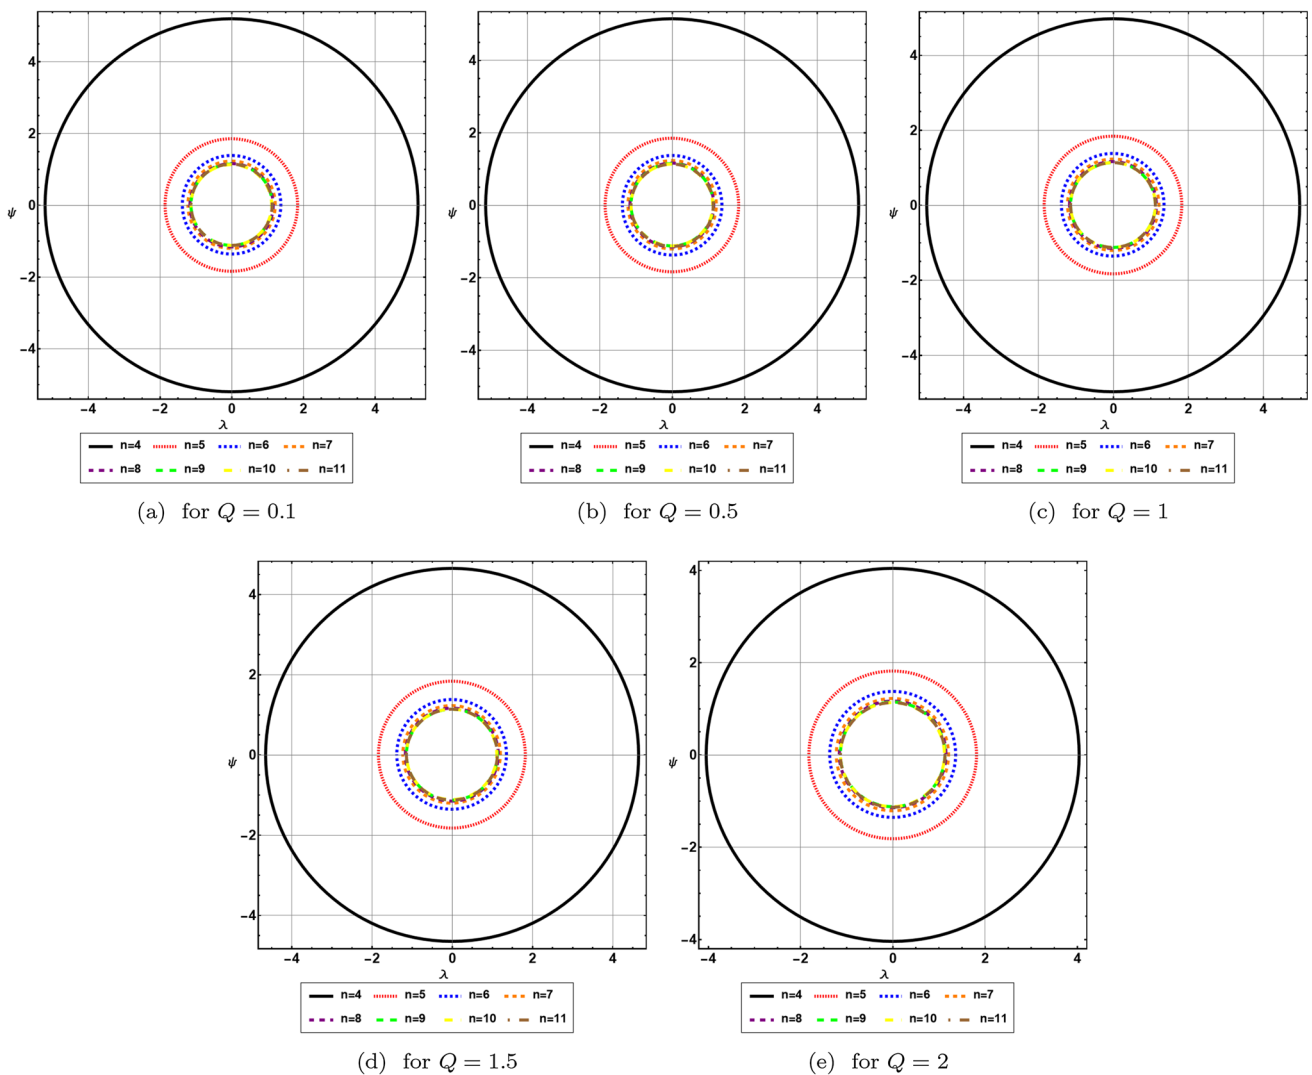 4
2
ψ 0
−2
−4
−4 −2 0 2 4
λ
n=4 n=5 n=6 n=7
n=8 n=9 n=10 n=11
(a) for Q = 0.1
4
2
ψ 0
−2
−4
−4 −2 0 2 4
λ
n=4 n=5 n=6 n=7
n=8 n=9 n=10 n=11
(b) for Q = 0.5
4
2
ψ 0
−2
−4
−4 −2 0 2 4
λ
n=4 n=5 n=6 n=7
n=8 n=9 n=10 n=11
(c) for Q = 1
4
2
ψ 0
−2
−4
−4 −2 0 2 4
λ
n=4 n=5 n=6 n=7
n=8 n=9 n=10 n=11
(d) for Q = 1.5
4
2
ψ 0
−2
−4
−4 −2 0 2 4
λ
n=4 n=5 n=6 n=7
n=8 n=9 n=10 n=11
(e) for Q = 2